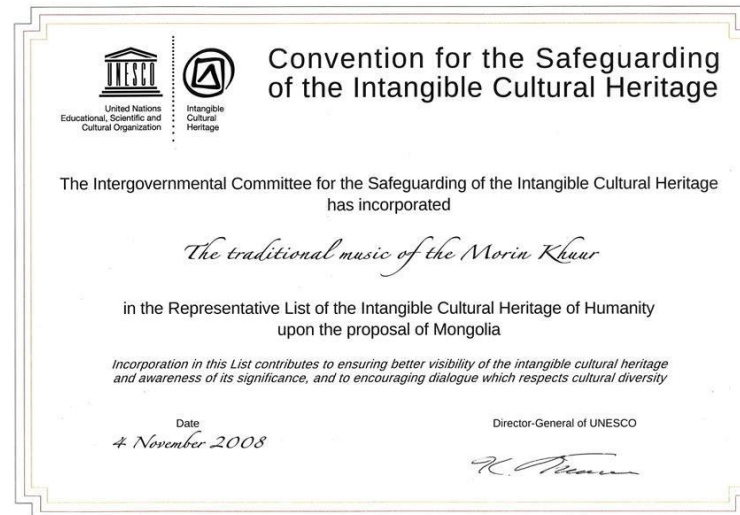 UNESCO
United Nations
Educational, Scientific and
Cultural Organization
Intangible
Cultural
Heritage
Convention for the Safeguarding
of the Intangible Cultural Heritage
The Intergovernmental Committee for the Safeguarding of the Intangible Cultural Heritage
has incorporated
The traditional music of the Morin Khuur
in the Representative List of the Intangible Cultural Heritage of Humanity
upon the proposal of Mongolia
Incorporation in this List contributes to ensuring better visibility of the intangible cultural heritage
and awareness of its significance, and to encouraging dialogue which respects cultural diversity
Date
4 November 2008
Director-General of UNESCO